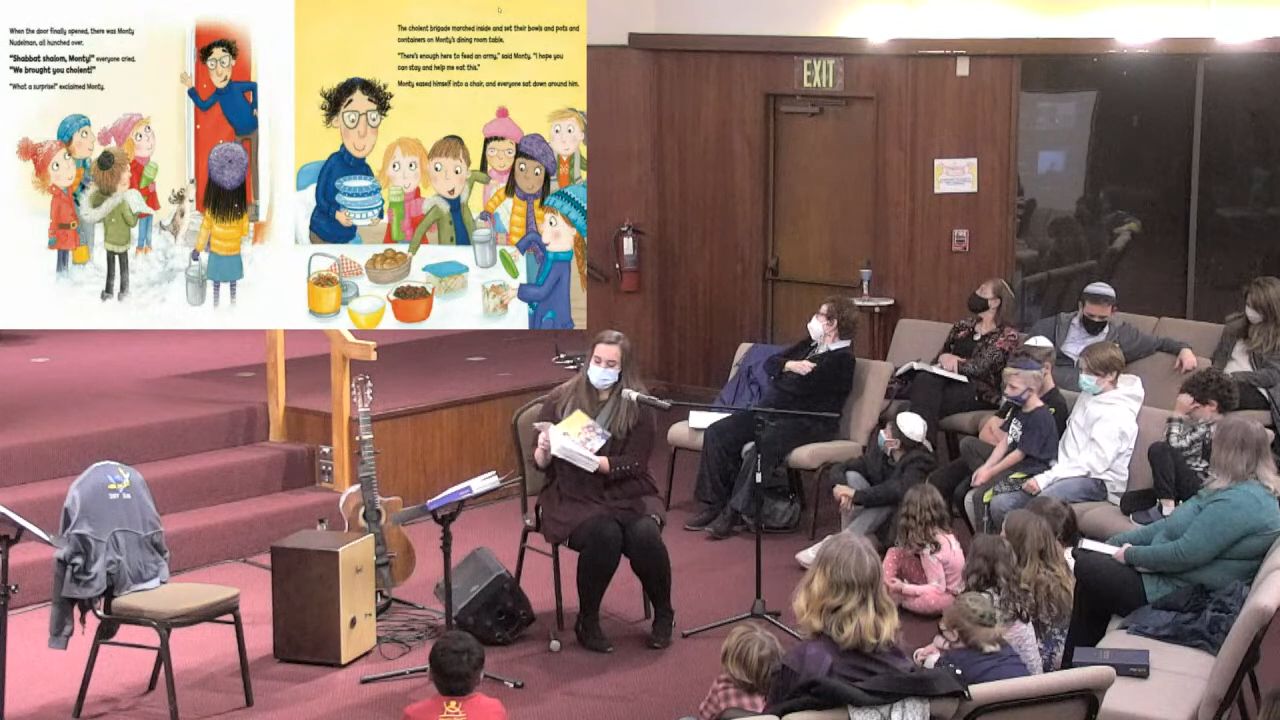 When the door finally opened, there was Monty
Nudelman, all hunched over.
"Shabbat shalom, Monty!" everyone cried.
"We brought you cholent!"
"What a surprise!" exclaimed Monty.
The cholent brigade marched inside and set their bowls and pots and
containers on Monty's dining room table.
"There's enough here to feed an army," said Monty. "I hope you
can stay and help me eat this."
Monty eased himself into a chair, and everyone sat down around him.
EXIT
FIRE